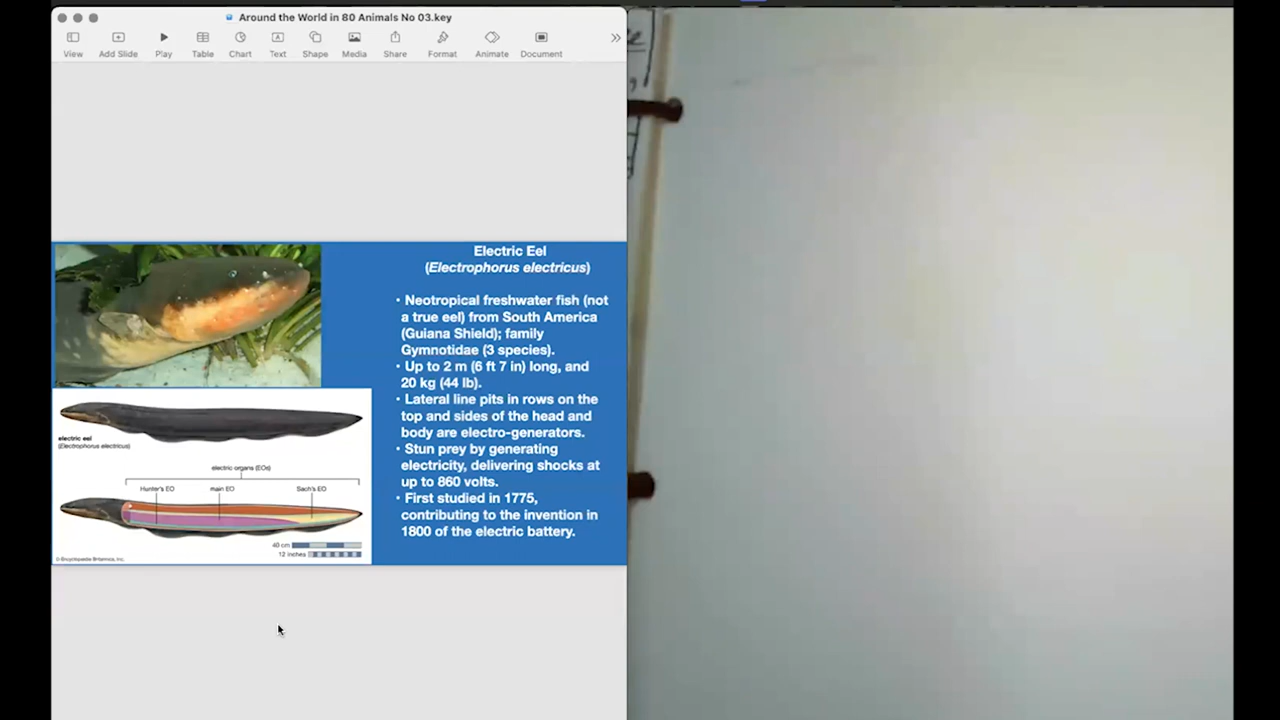 Around the World in 80 Animals No 03.key
View Add Slide Play Table Chart Text Shape Media Share Format Animate Document
Electric Eel
(Electrophorus electricus)
• Neotropical freshwater fish (not
a true eel) from South America
(Guiana Shield); family
Gymnotidae (3 species).
• Up to 2 m (6 ft 7 in) long, and
20 kg (44 lb).
• Lateral line pits in rows on the
top and sides of the head and
body are electro-generators.
• Stun prey by generating
electricity, delivering shocks at
up to 860 volts.
• First studied in 1775,
contributing to the invention in
1800 of the electric battery.
electric eel
(Electrophorus electricus)
electric organs (EOs)
Hunter's EO main EO Sach's EO
40 cm
12 inches
© Encyclopædia Britannica, Inc.